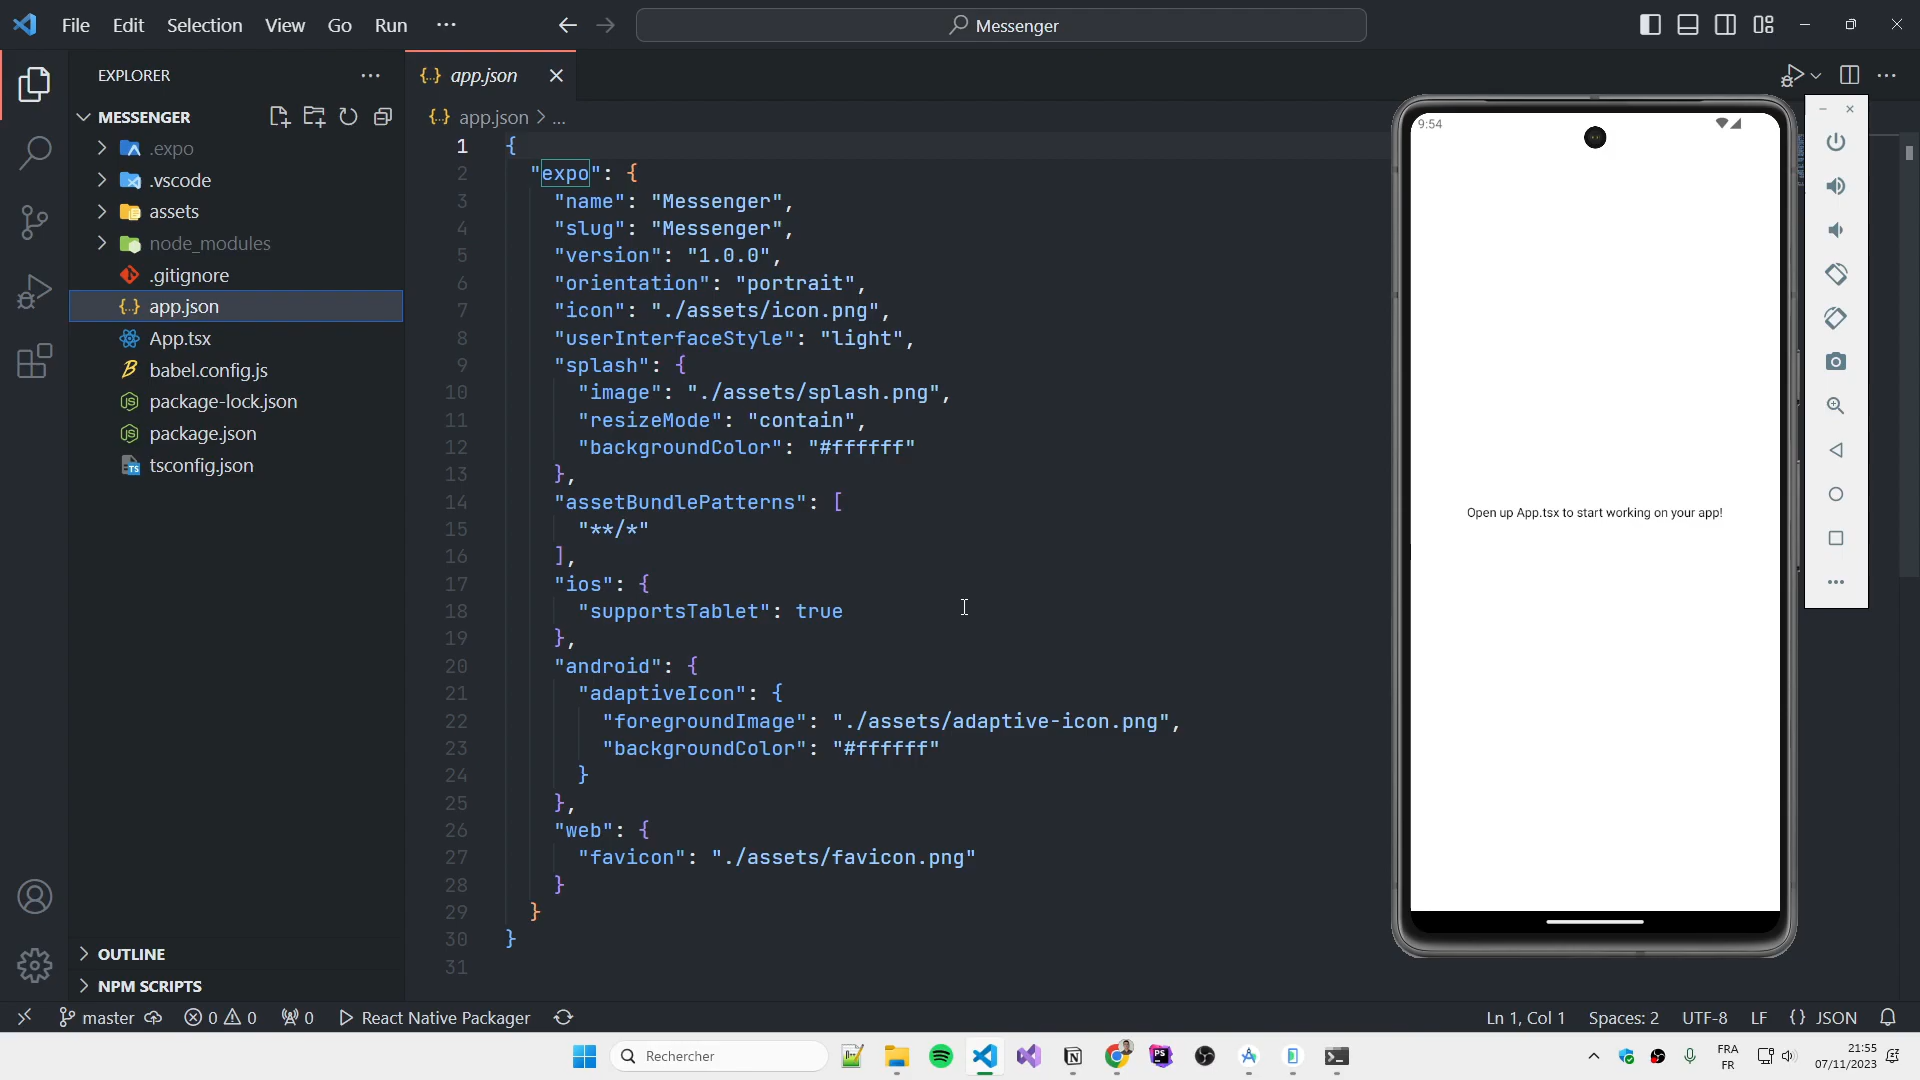 File Edit Selection View Go Run ...
Messenger
EXPLORER
app.json
MESSENGER
app.json > ...
.expo
.vscode
assets
node_modules
.gitignore
app.json
App.tsx
babel.config.js
package-lock.json
package.json
tsconfig.json
OUTLINE
NPM SCRIPTS
1 {
2 "expo": {
3 "name": "Messenger",
4 "slug": "Messenger",
5 "version": "1.0.0",
6 "orientation": "portrait",
7 "icon": "./assets/icon.png",
8 "userInterfaceStyle": "light",
9 "splash": {
10 "image": "./assets/splash.png",
11 "resizeMode": "contain",
12 "backgroundColor": "#ffffff"
13 },
14 "assetBundlePatterns": [
15 "**/*"
16 ],
17 "ios": {
18 "supportsTablet": true
19 },
20 "android": {
21 "adaptiveIcon": {
22 "foregroundImage": "./assets/adaptive-icon.png",
23 "backgroundColor": "#ffffff"
24 }
25 },
26 "web": {
27 "favicon": "./assets/favicon.png"
28 }
29 }
30 }
31
9:54
Open up App.tsx to start working on your app!
master 0 0 0 React Native Packager
Ln 1, Col 1 Spaces: 2 UTF-8 LF {} JSON
Rechercher
FRA
FR
21:55
07/11/2023